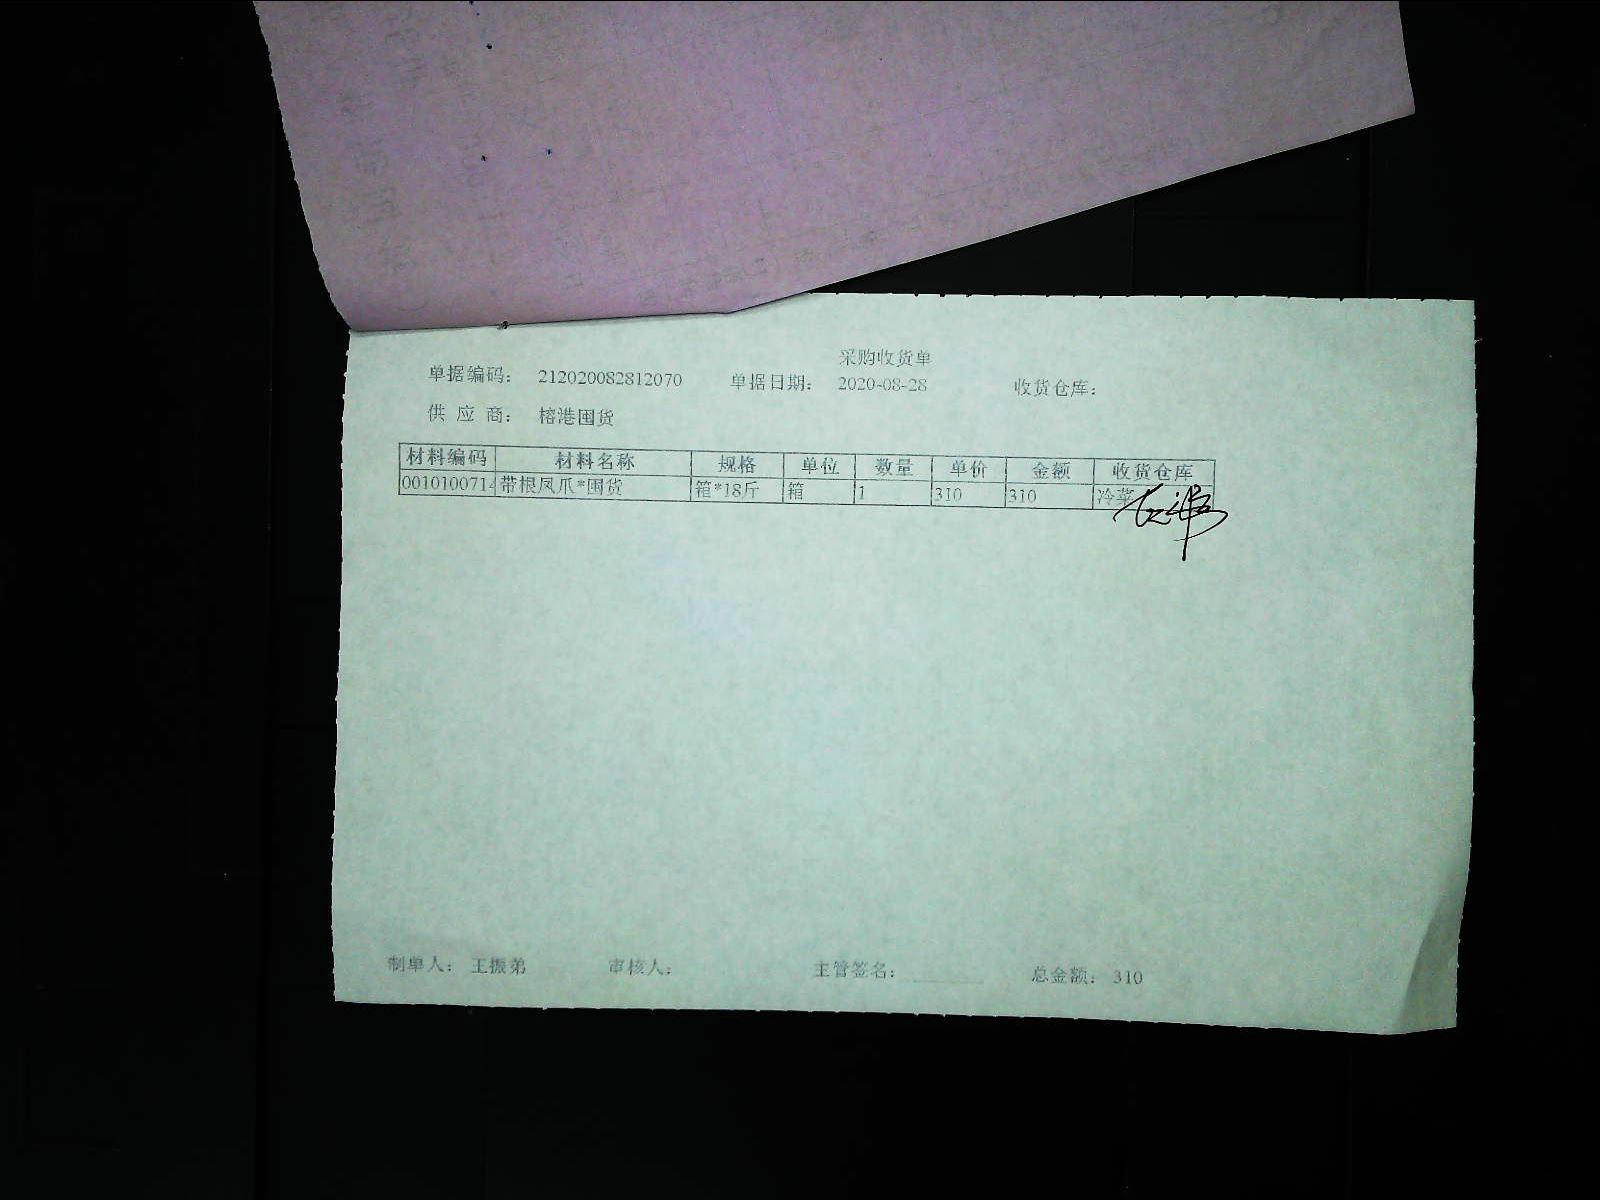 采购收货单
单据编码: 212020082812070 单据日期: 2020-08-28 收货仓库:
供应商: 榕港囤货
材料编码 材料名称 规格 单位 数量 单价 金额 收货仓库
0010100714 带根凤爪*囤货 箱*18斤 箱 1 310 310 冷菜
制单人: 王振弟 审核人: 主管签名: 总金额: 310